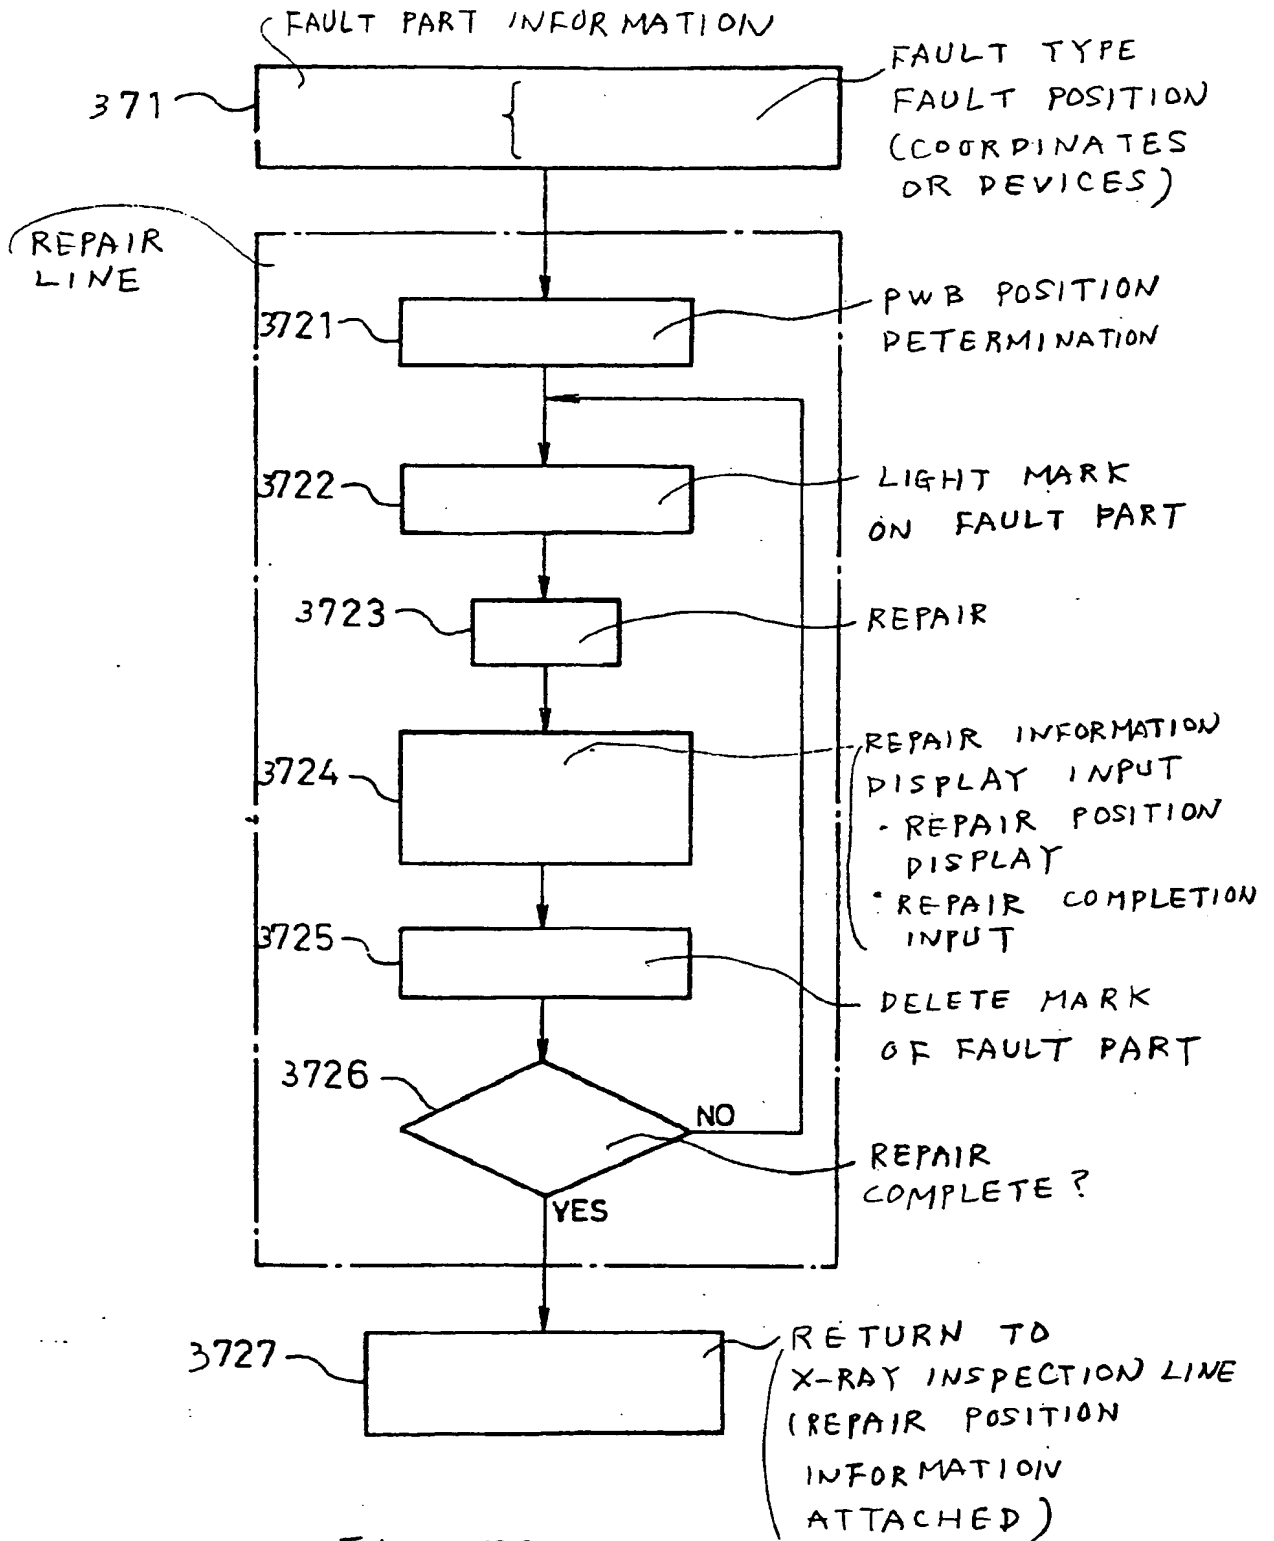 FAULT PART INFORMATION
371
FAULT TYPE
FAULT POSITION
(COORDINATES
OR DEVICES)
REPAIR
LINE
3721
PWB POSITION
DETERMINATION
3722
LIGHT MARK
ON FAULT PART
3723
REPAIR
3724
REPAIR INFORMATION
DISPLAY INPUT
· REPAIR POSITION
DISPLAY
· REPAIR COMPLETION
INPUT
3725
DELETE MARK
OF FAULT PART
3726
NO
REPAIR
COMPLETE?
YES
3727
RETURN TO
X-RAY INSPECTION LINE
(REPAIR POSITION
INFORMATION
ATTACHED)